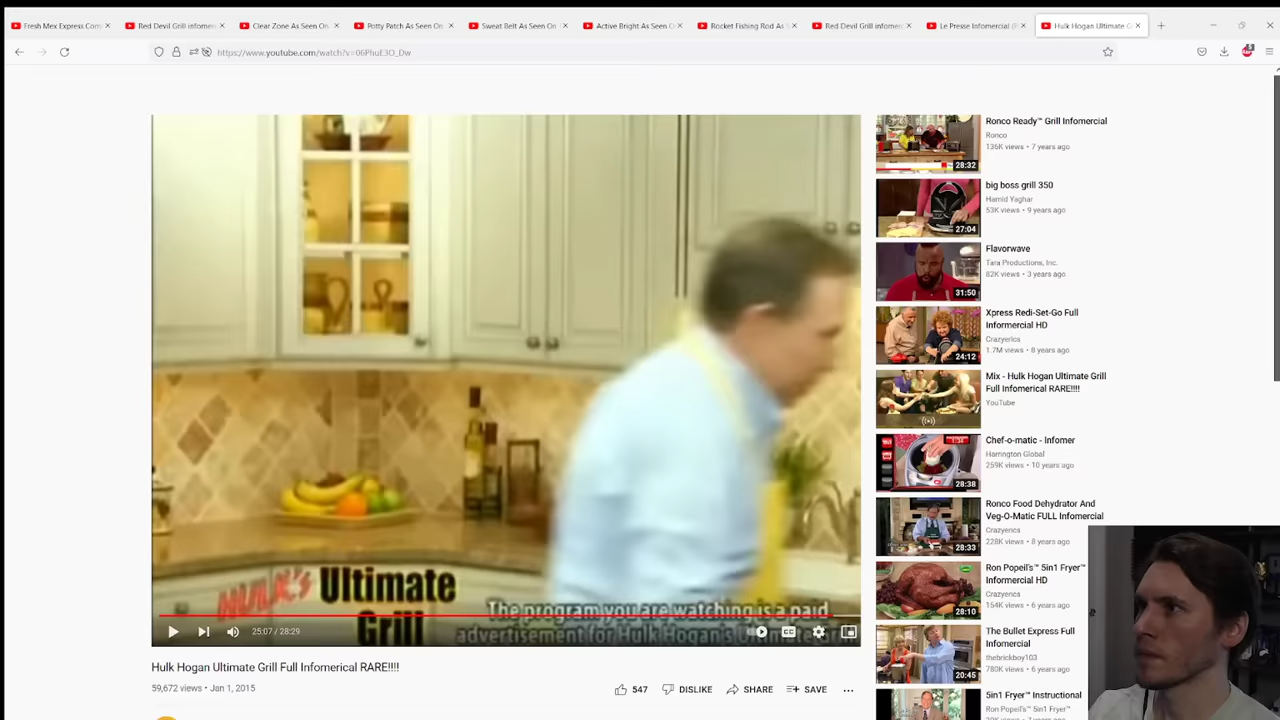 Fresh Mex Express Com
Red Devil Grill infomer
Clear Zone As Seen On
Potty Patch As Seen On
Sweat Belt As Seen On
Active Bright As Seen O
Rocket Fishing Rod As S
Red Devil Grill infomerc
Le Presse Infomercial (P
Hulk Hogan Ultimate G
https://www.youtube.com/watch?v=06PhuE3O_Dw
Ronco Ready™ Grill Infomercial
Ronco
136K views • 7 years ago
28:32
big boss grill 350
Hamid Yaghar
53K views • 9 years ago
27:04
Flavorwave
Tara Productions, Inc.
82K views • 3 years ago
31:50
Xpress Redi-Set-Go Full
Informercial HD
Crazyerics
1.7M views • 8 years ago
24:12
Mix - Hulk Hogan Ultimate Grill
Full Infomerical RARE!!!!
YouTube
Chef-o-matic - Infomer
Harrington Global
259K views • 10 years ago
28:38
Ronco Food Dehydrator And
Veg-O-Matic FULL Infomercial
Crazyerics
228K views • 8 years ago
28:33
Ron Popeil's™ 5in1 Fryer™
Informercial HD
Crazyerics
154K views • 6 years ago
28:10
The Bullet Express Full
Infomercial
thebrickboy103
780K views • 6 years ago
20:45
5in1 Fryer™ Instructional
Ron Popeil's™ 5in1 Fryer™
Ultimate
Grill
The program you are watching is a paid
advertisement for Hulk Hogan's Ultimate
25:07 / 28:29
CC
Hulk Hogan Ultimate Grill Full Infomerical RARE!!!!
59,672 views • Jan 1, 2015
547
DISLIKE
SHARE
SAVE